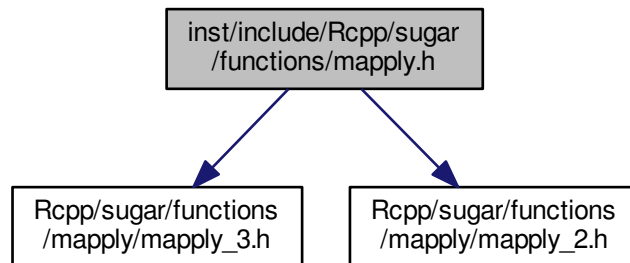 inst/include/Rcpp/sugar
/functions/mapply.h
Rcpp/sugar/functions
/mapply/mapply_3.h
Rcpp/sugar/functions
/mapply/mapply_2.h